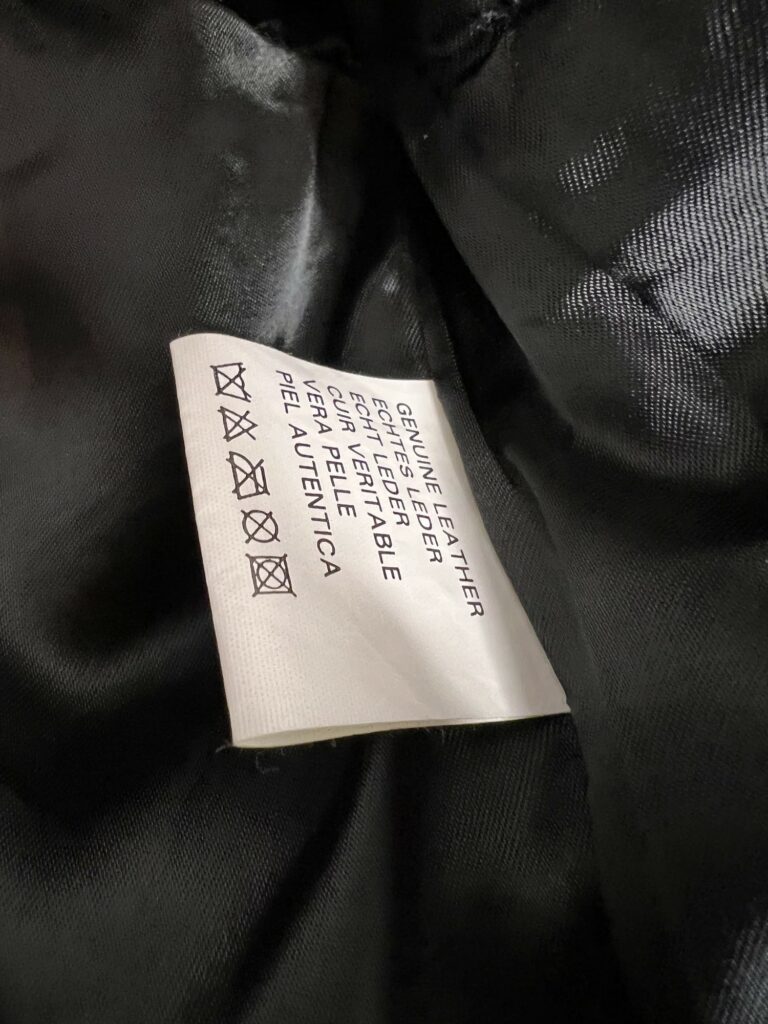 GENUINE LEATHER
ECHTES LEDER
ECHT LEDER
CUIR VERITABLE
VERA PELLE
PIEL AUTENTICA